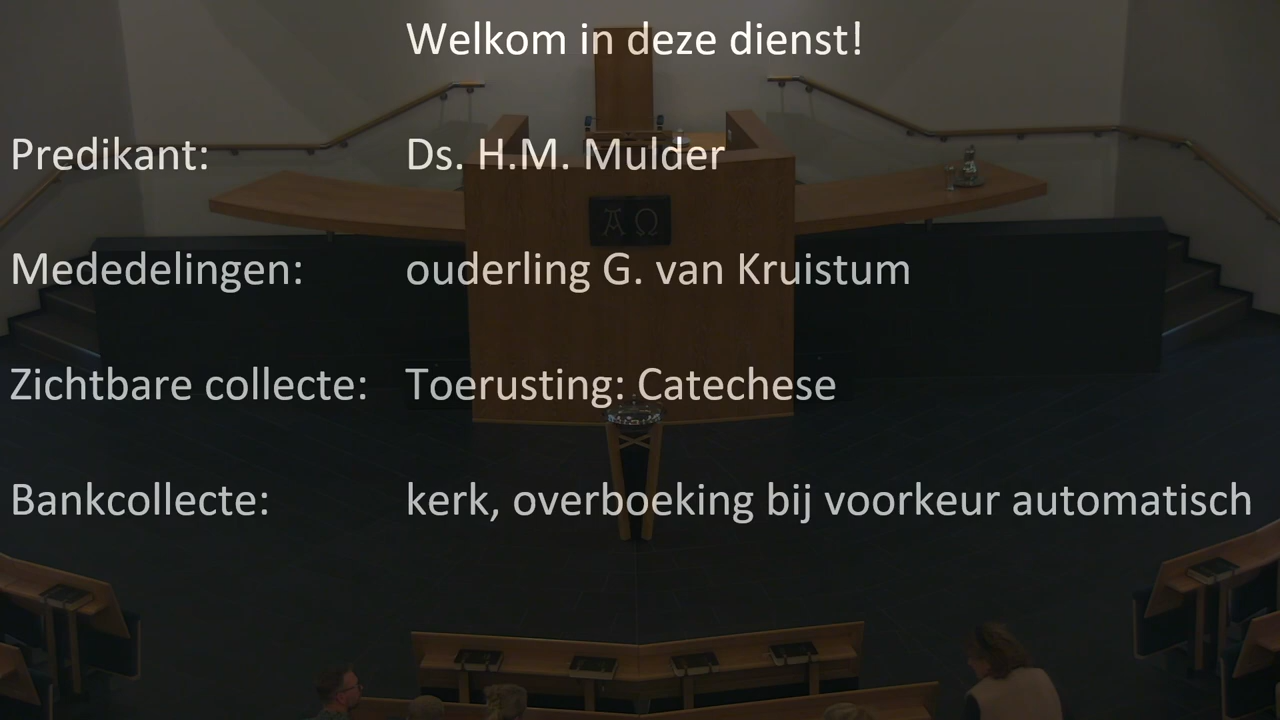 Welkom in deze dienst!
Predikant: Ds. H.M. Mulder
Mededelingen: ouderling G. van Kruistum
ΑΩ
Zichtbare collecte: Toerusting: Catechese
Bankcollecte: kerk, overboeking bij voorkeur automatisch